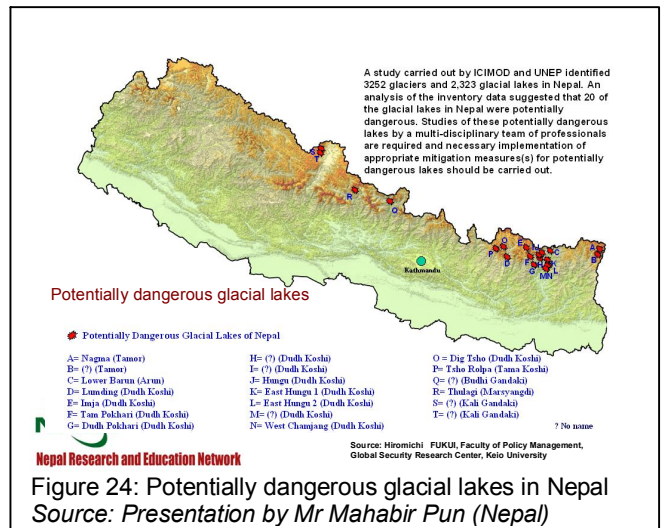 A study carried out by ICIMOD and UNEP identified
3252 glaciers and 2,323 glacial lakes in Nepal. An
analysis of the inventory data suggested that 20 of
the glacial lakes in Nepal were potentially
dangerous. Studies of these potentially dangerous
lakes by a multi-disciplinary team of professionals
are required and necessary implementation of
appropriate mitigation measures(s) for potentially
dangerous lakes should be carried out.
S
T
R
Q
P
O
D
E
F
G
C
K
L
MN
A
B
Kathmandu
Potentially dangerous glacial lakes
Potentially Dangerous Glacial Lakes of Nepal
A= Nagma (Tamor)
B= (?) (Tamor)
C= Lower Barun (Arun)
D= Lunding (Dudh Koshi)
E= Imja (Dudh Koshi)
F= Tam Pokhari (Dudh Koshi)
G= Dudh Pokhari (Dudh Koshi)
H= (?) (Dudh Koshi)
I= (?) (Dudh Koshi)
J= Hungu (Dudh Koshi)
K= East Hungu 1 (Dudh Koshi)
L= East Hungu 2 (Dudh Koshi)
M= (?) (Dudh Koshi)
N= West Chamjang (Dudh Koshi)
O = Dig Tsho (Dudh Koshi)
P= Tsho Rolpa (Tama Koshi)
Q= (?) (Budhi Gandaki)
R= Thulagi (Marsyangdi)
S= (?) (Kali Gandaki)
T= (?) (Kali Gandaki)
? No name
Nepal Research and Education Network
Source: Hiromichi FUKUI, Faculty of Policy Management,
Global Security Research Center, Keio University
Figure 24: Potentially dangerous glacial lakes in Nepal
Source: Presentation by Mr Mahabir Pun (Nepal)